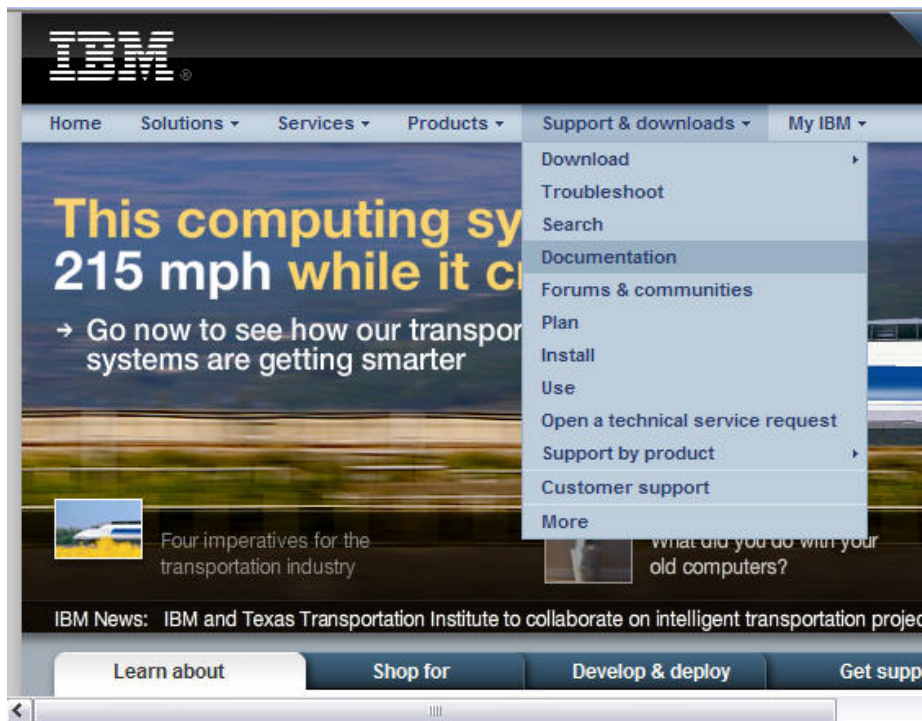 IBM®
Home Solutions Services Products Support & downloads My IBM
Download
Troubleshoot
Search
Documentation
Forums & communities
Plan
Install
Use
Open a technical service request
Support by product
Customer support
More
This computing sy
215 mph while it c
→ Go now to see how our transpor
systems are getting smarter
Four imperatives for the
transportation industry
What did you do with your
old computers?
IBM News: IBM and Texas Transportation Institute to collaborate on intelligent transportation projec
Learn about Shop for Develop & deploy Get supp